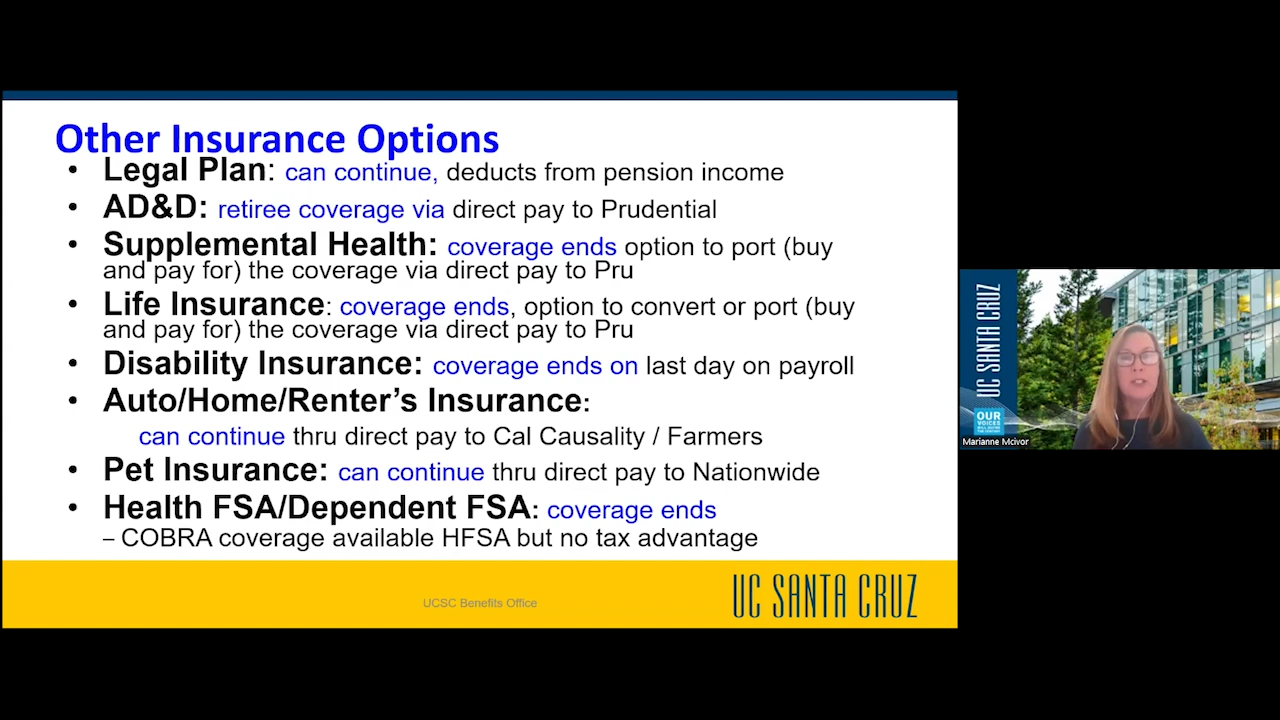 Other Insurance Options
• Legal Plan: can continue, deducts from pension income
• AD&D: retiree coverage via direct pay to Prudential
• Supplemental Health: coverage ends option to port (buy
and pay for) the coverage via direct pay to Pru
• Life Insurance: coverage ends, option to convert or port (buy
and pay for) the coverage via direct pay to Pru
• Disability Insurance: coverage ends on last day on payroll
• Auto/Home/Renter’s Insurance:
can continue thru direct pay to Cal Causality / Farmers
• Pet Insurance: can continue thru direct pay to Nationwide
• Health FSA/Dependent FSA: coverage ends
– COBRA coverage available HFSA but no tax advantage
UCSC Benefits Office
UC SANTA CRUZ
UC SANTA CRUZ
OUR
VOICES
Marianne Mcivor